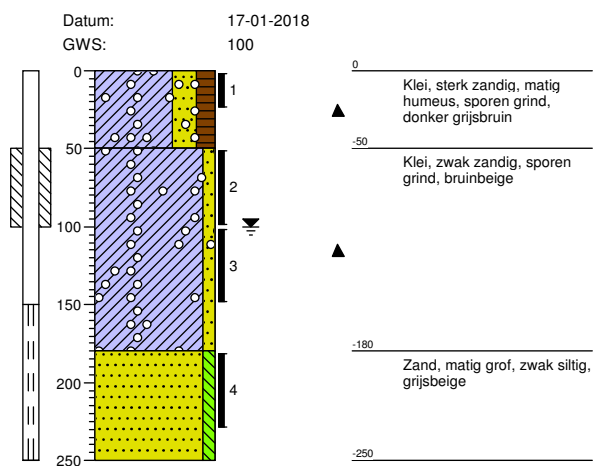 Datum: 17-01-2018
GWS: 100
0
50
100
150
200
250
1
2
3
4
0
Klei, sterk zandig, matig
humeus, sporen grind,
donker grijsbruin
-50
Klei, zwak zandig, sporen
grind, bruinbeige
-180
Zand, matig grof, zwak siltig,
grijsbeige
-250